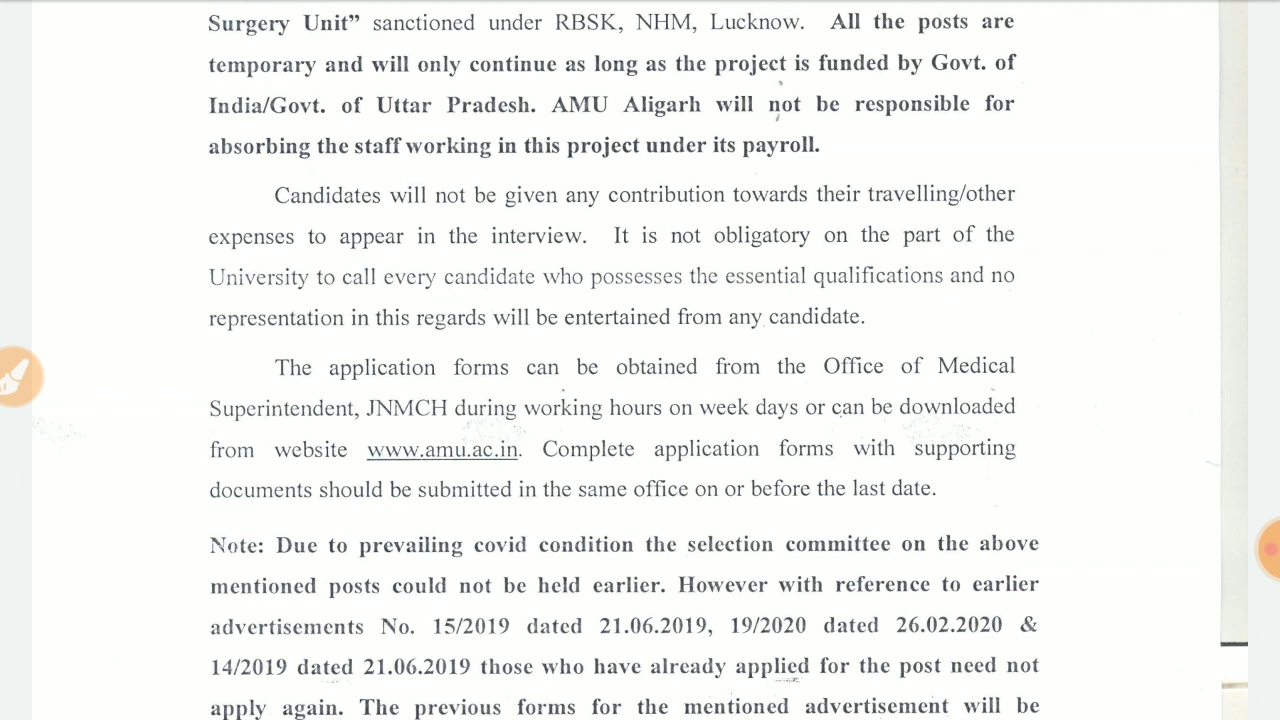 Surgery Unit” sanctioned under RBSK, NHM, Lucknow. All the posts are
temporary and will only continue as long as the project is funded by Govt. of
India/Govt. of Uttar Pradesh. AMU Aligarh will not be responsible for
absorbing the staff working in this project under its payroll.
Candidates will not be given any contribution towards their travelling/other
expenses to appear in the interview. It is not obligatory on the part of the
University to call every candidate who possesses the essential qualifications and no
representation in this regards will be entertained from any candidate.
The application forms can be obtained from the Office of Medical
Superintendent, JNMCH during working hours on week days or can be downloaded
from website www.amu.ac.in. Complete application forms with supporting
documents should be submitted in the same office on or before the last date.
Note: Due to prevailing covid condition the selection committee on the above
mentioned posts could not be held earlier. However with reference to earlier
advertisements No. 15/2019 dated 21.06.2019, 19/2020 dated 26.02.2020 &
14/2019 dated 21.06.2019 those who have already applied for the post need not
apply again. The previous forms for the mentioned advertisement will be